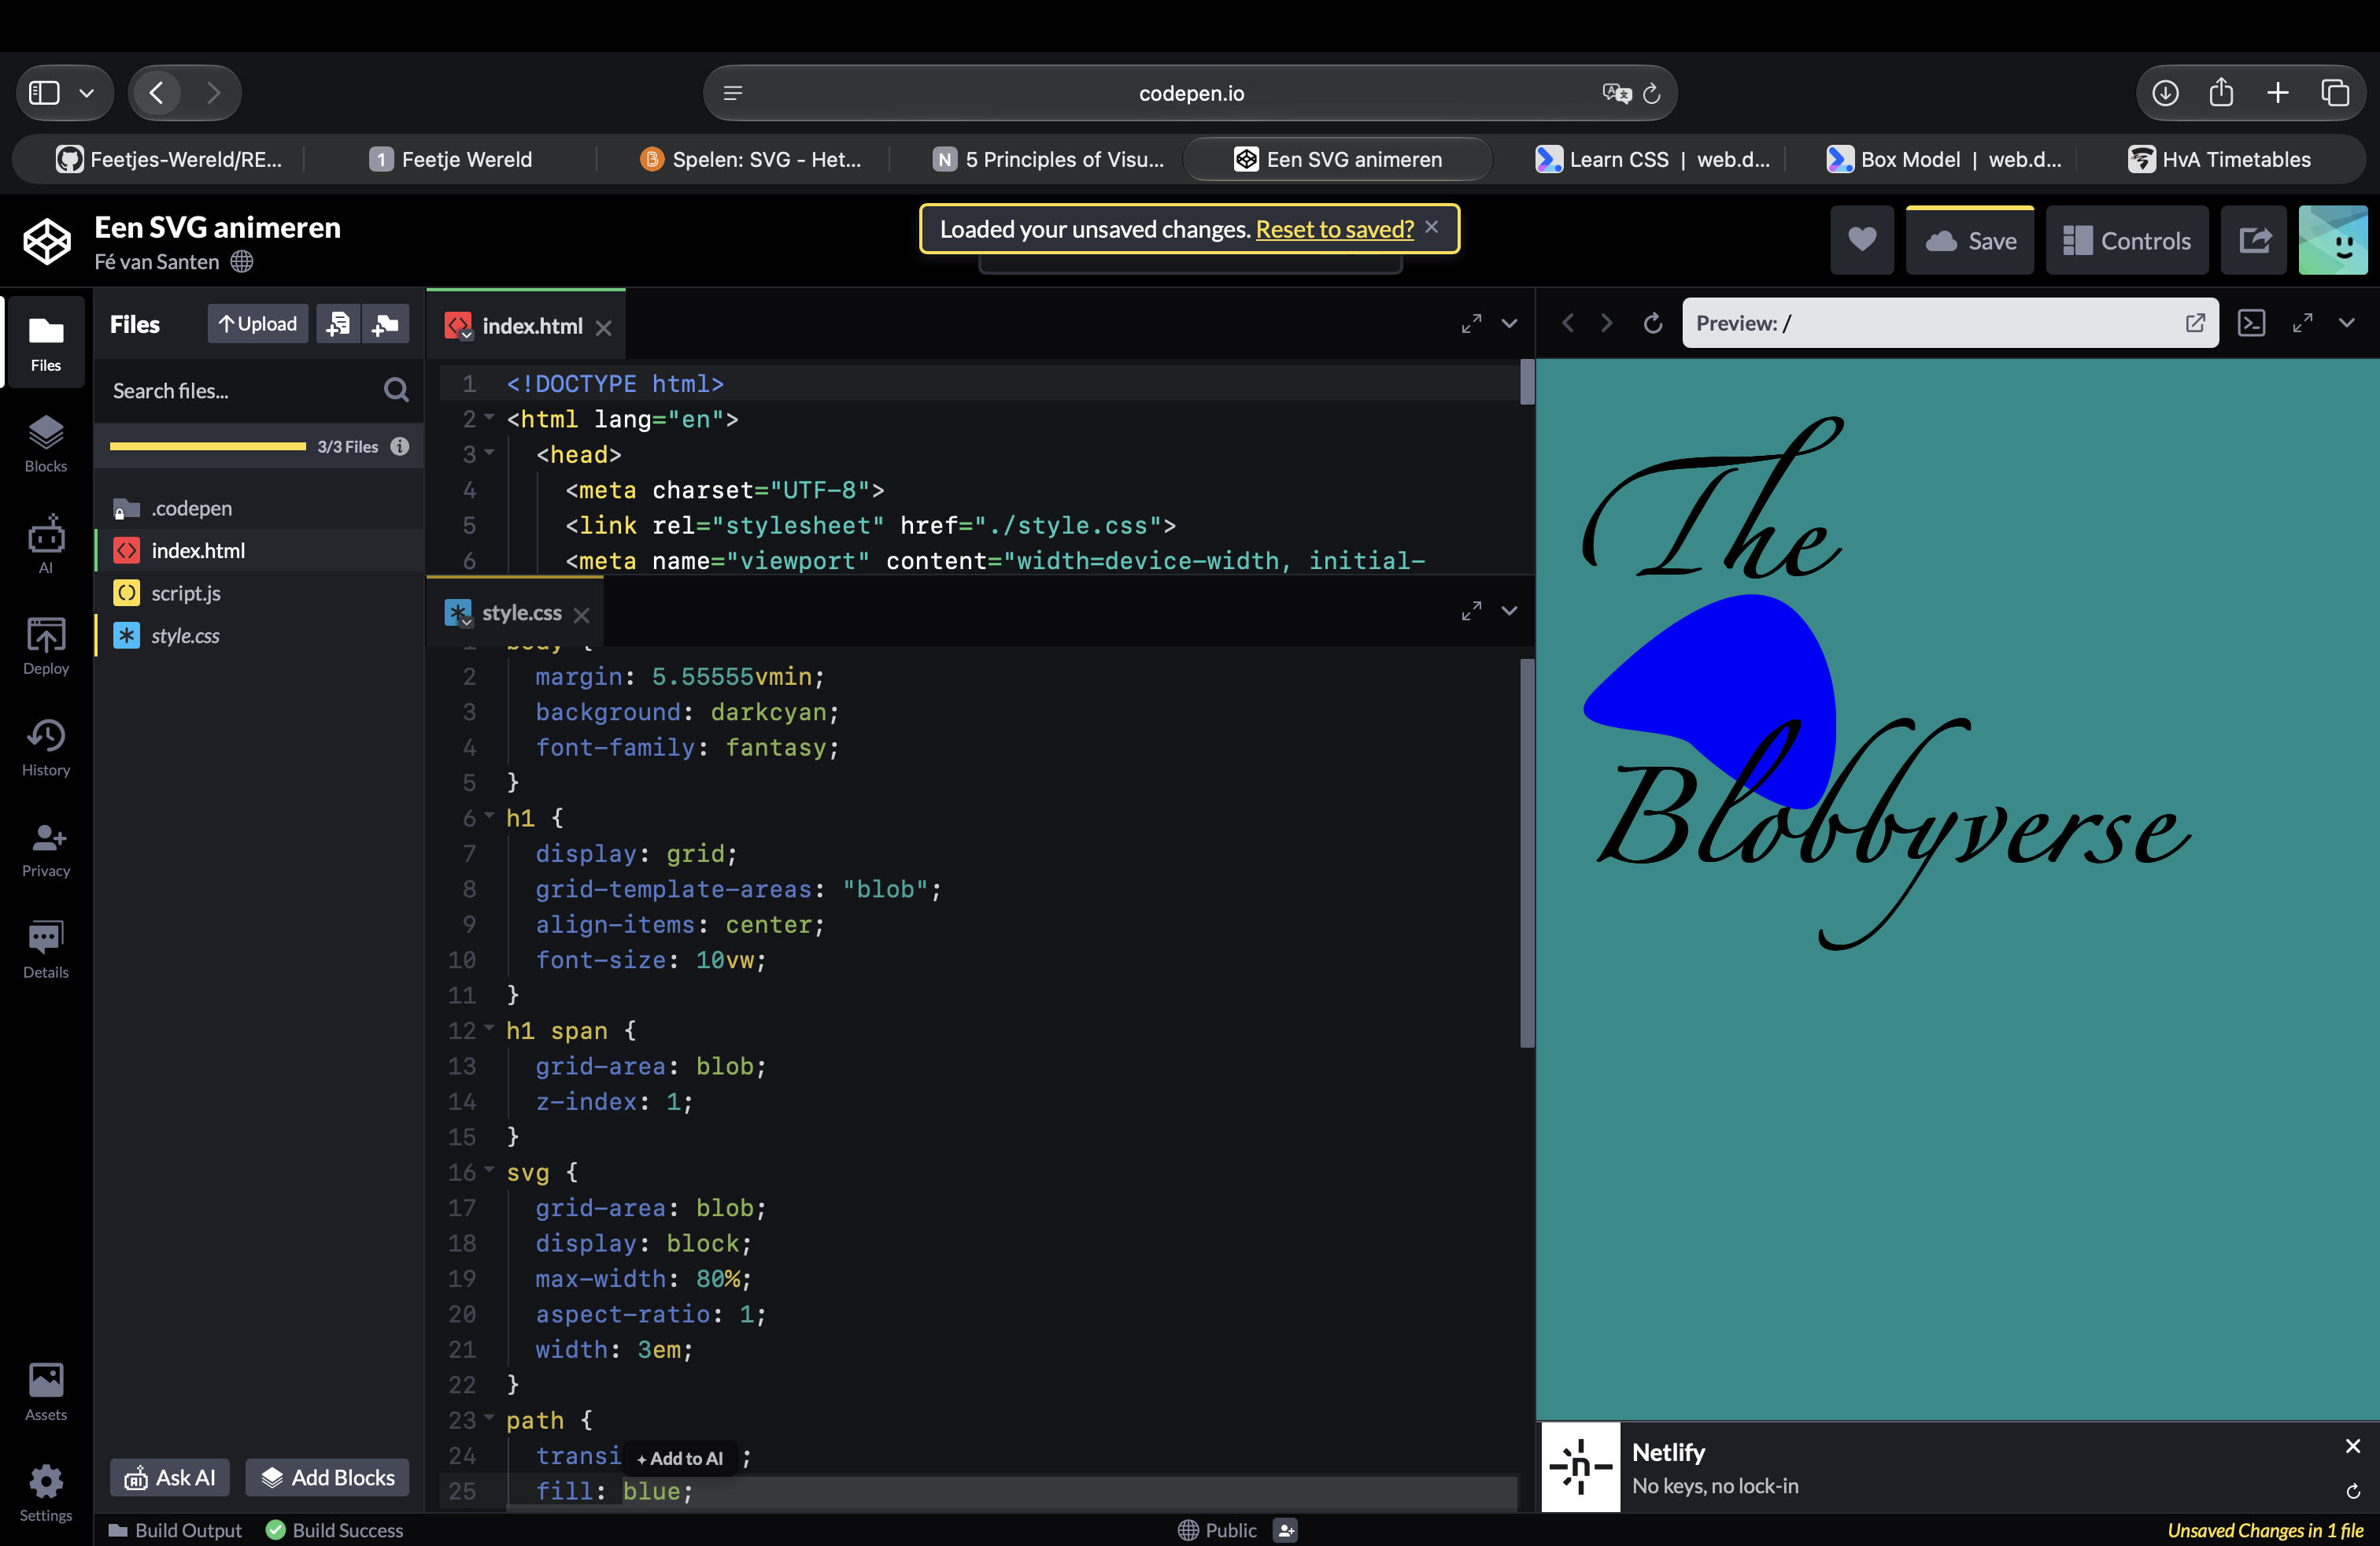 codepen.io
Feetjes-Wereld/RE...
1 Feetje Wereld
B Spelen: SVG - Het...
N 5 Principles of Visu...
Een SVG animeren
Learn CSS | web.d...
Box Model | web.d...
HvA Timetables
Een SVG animeren
Fé van Santen
Loaded your unsaved changes. Reset to saved?
Save
Controls
Files
Blocks
AI
Deploy
History
Privacy
Details
Assets
Settings
Files
Upload
Search files...
3/3 Files
.codepen
index.html
script.js
style.css
Ask AI
Add Blocks
index.html
1 <!DOCTYPE html>
2 <html lang="en">
3 <head>
4 <meta charset="UTF-8">
5 <link rel="stylesheet" href="./style.css">
6 <meta name="viewport" content="width=device-width, initial-
style.css
1 body {
2 margin: 5.55555vmin;
3 background: darkcyan;
4 font-family: fantasy;
5 }
6 h1 {
7 display: grid;
8 grid-template-areas: "blob";
9 align-items: center;
10 font-size: 10vw;
11 }
12 h1 span {
13 grid-area: blob;
14 z-index: 1;
15 }
16 svg {
17 grid-area: blob;
18 display: block;
19 max-width: 80%;
20 aspect-ratio: 1;
21 width: 3em;
22 }
23 path {
24 transi ;
Add to AI
25 fill: blue;
Preview: /
The
Blobbyverse
Netlify
No keys, no lock-in
Build Output
Build Success
Public
Unsaved Changes in 1 file